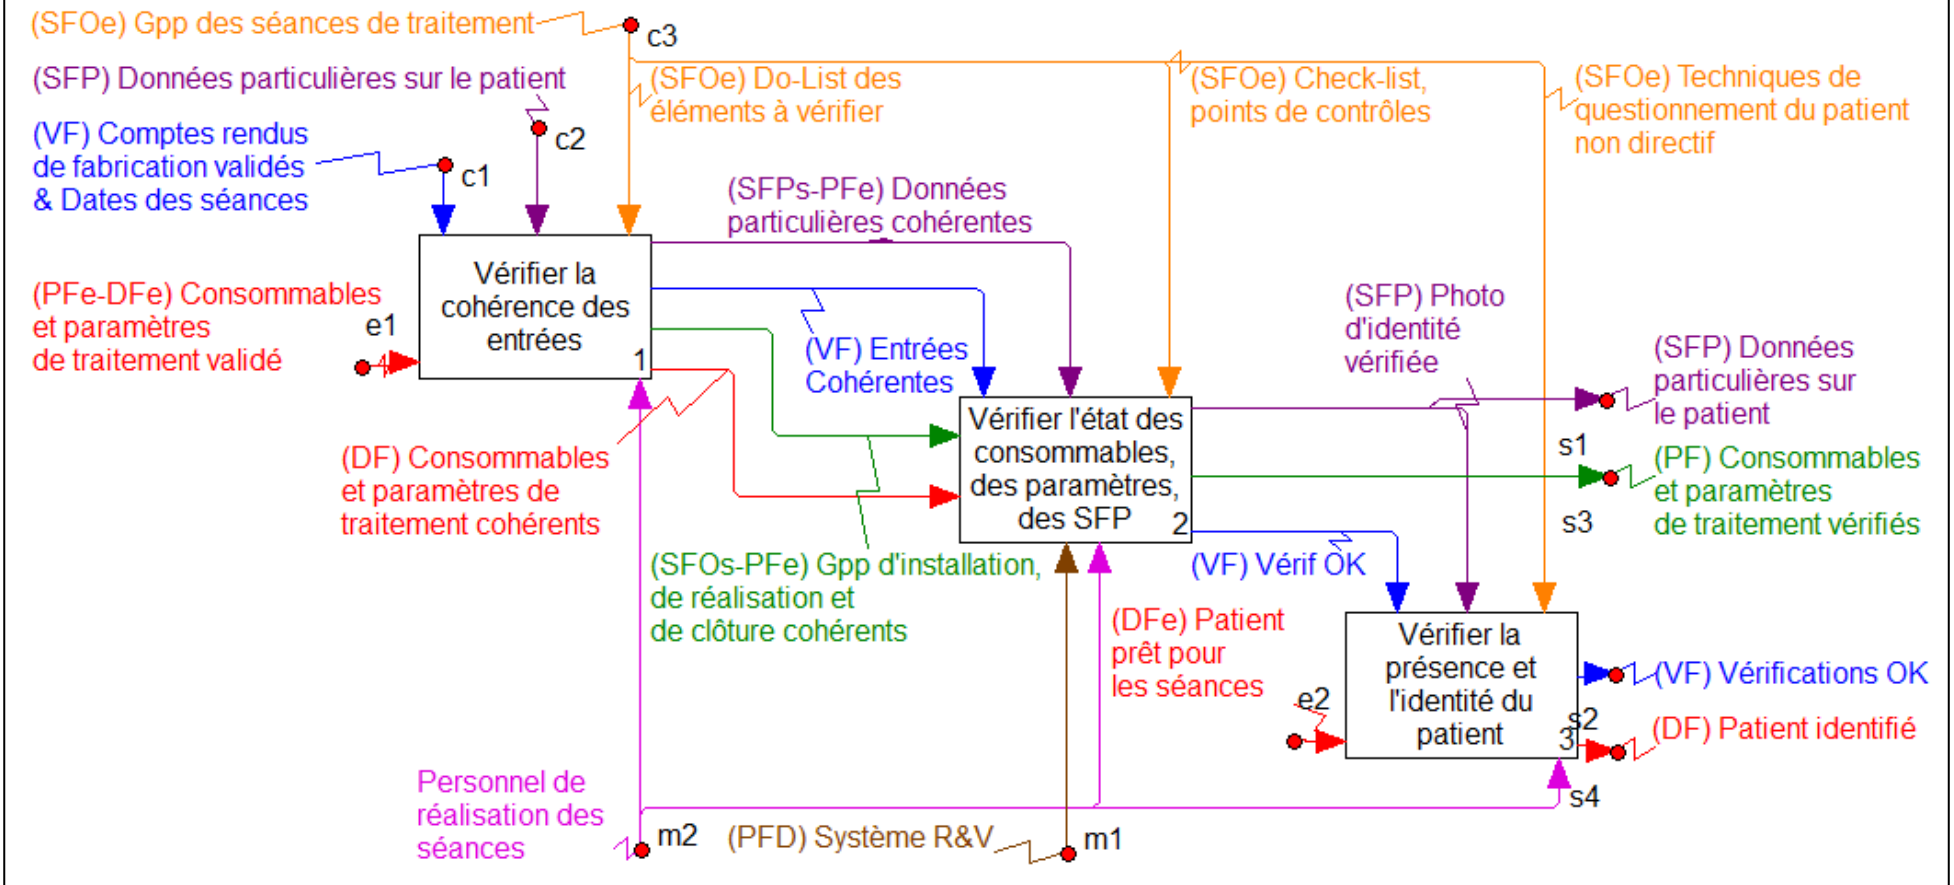 (SFOe) Gpp des séances de traitement
c3
(SFP) Données particulières sur le patient
c2
(VF) Comptes rendus
de fabrication validés
& Dates des séances
c1
(SFOe) Do-List des
éléments à vérifier
(SFOe) Check-list,
points de contrôles
(SFOe) Techniques de
questionnement du patient
non directif
(SFPs-PFe) Données
particulières cohérentes
(PFe-DFe) Consommables
et paramètres
de traitement validé
e1
Vérifier la
cohérence des
entrées
1
(VF) Entrées
Cohérentes
(SFP) Photo
d'identité
vérifiée
(SFP) Données
particulières sur
le patient
s1
(DF) Consommables
et paramètres de
traitement cohérents
Vérifier l'état des
consommables,
des paramètres,
des SFP
2
(PF) Consommables
et paramètres
de traitement vérifiés
s3
(SFOs-PFe) Gpp d'installation,
de réalisation et
de clôture cohérents
(VF) Vérif OK
(DFe) Patient
prêt pour
les séances
e2
Vérifier la
présence et
l'identité du
patient
3
(VF) Vérifications OK
s2
(DF) Patient identifié
s4
Personnel de
réalisation des
séances
m2
(PFD) Système R&V
m1